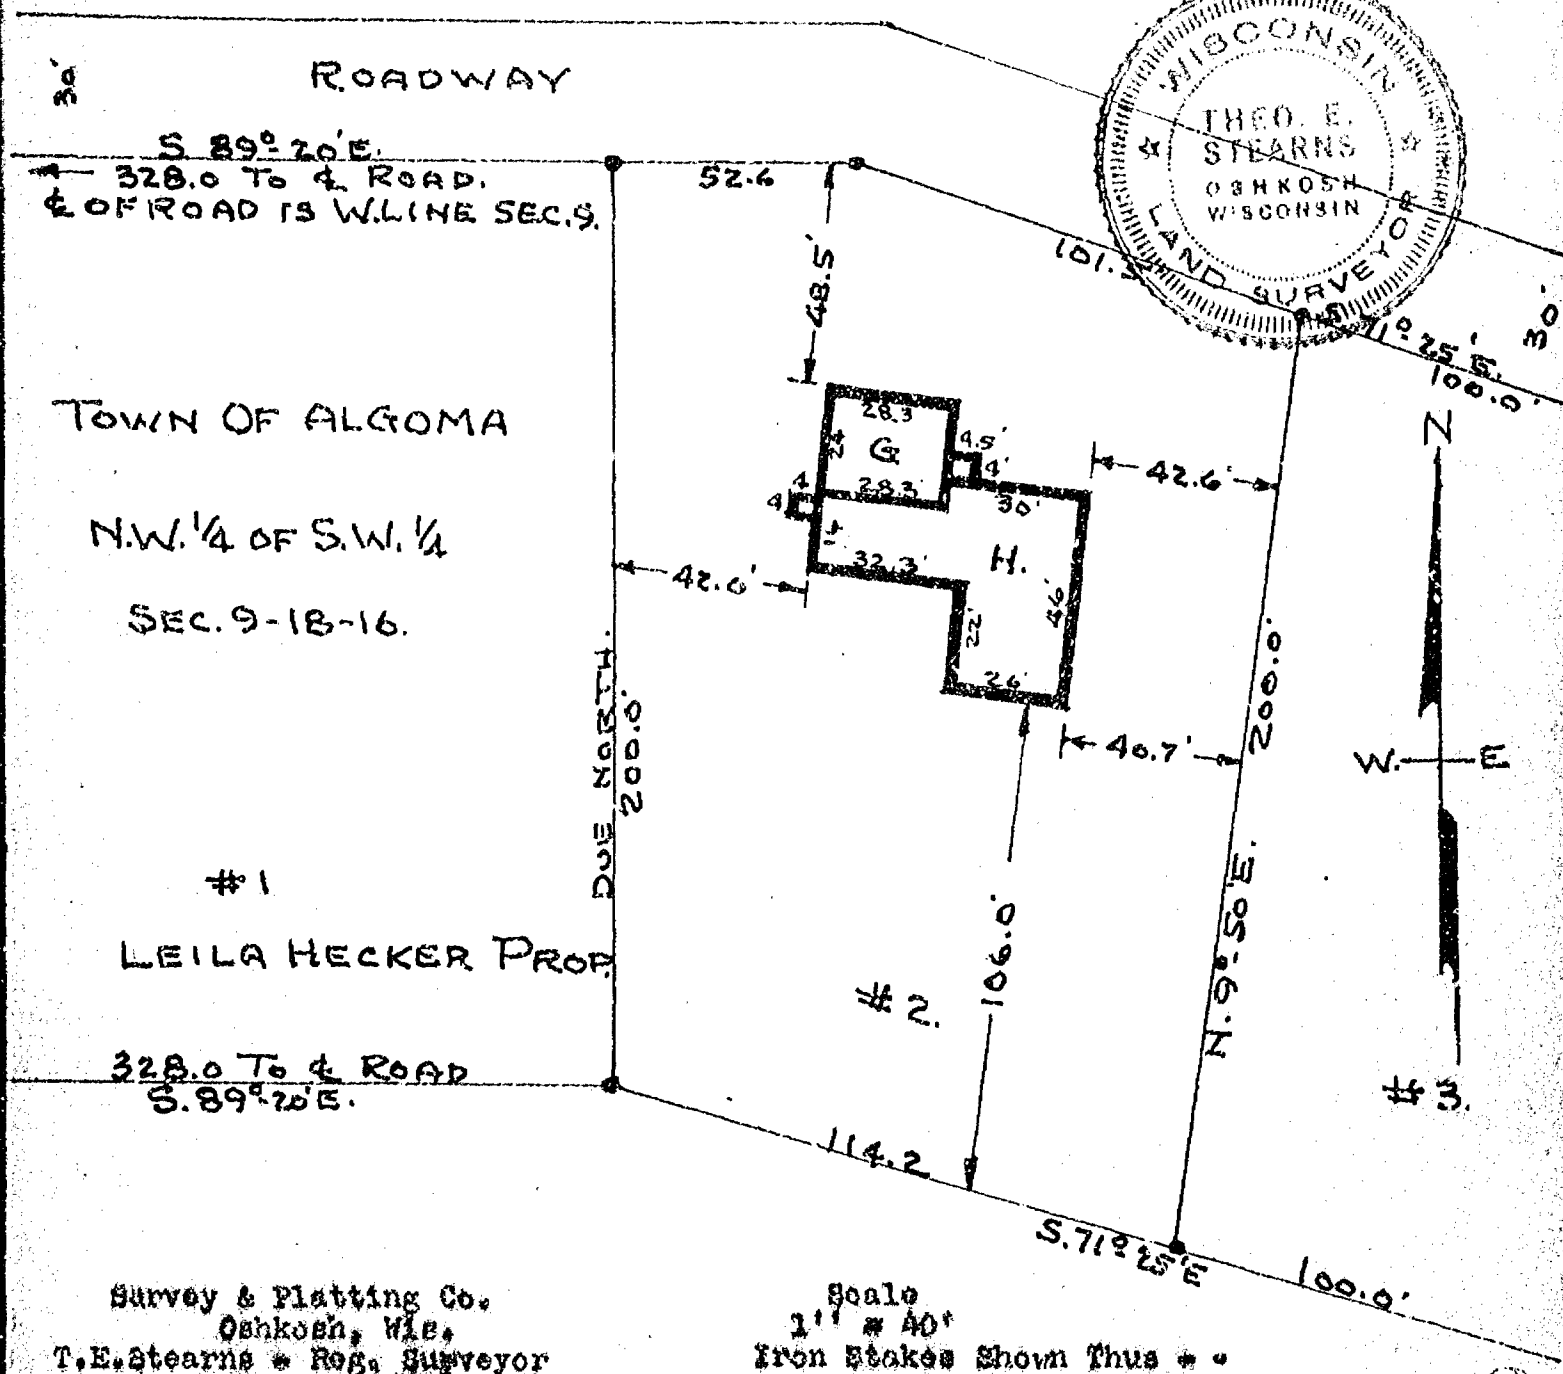 30'
ROADWAY
S. 89°-20'E.
328.0 TO ℄ ROAD.
℄ OF ROAD IS W.LINE SEC.9.
52.6
48.5'
WISCONSIN
THEO. E.
STEARNS
OSHKOSH
WISCONSIN
LAND SURVEYOR
S. 71°-25'E.
100.0'
30'
TOWN OF ALGOMA
N.W.¼ OF S.W.¼
SEC.9-18-16.
28.3
24
G.
4.5'
4'
28.3'
30'
4
4
14'
32.3'
H.
46'
22'
26'
42.6'
42.0'
40.7'
N
W. E
DUE NORTH.
200.0'
200.0'
N.9°-50'E.
106.0'
#1
LEILA HECKER PROP
#2.
#3.
328.0 TO ℄ ROAD
S.89°-20'E.
114.2
S.71°25'E
100.0'
Survey & Platting Co.
Oshkosh, Wis.
T.E.Stearns - Reg. Surveyor
Scale
1'' = 40'
Iron Stakes Shown Thus -